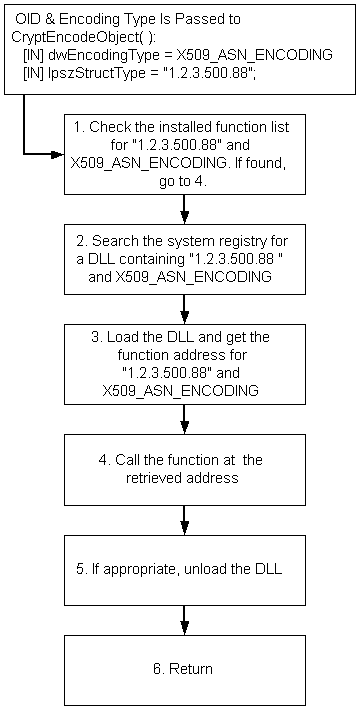 OID & Encoding Type Is Passed to
CryptEncodeObject( ):
[IN] dwEncodingType = X509_ASN_ENCODING
[IN] lpszStructType = "1.2.3.500.88";
1. Check the installed function list
for "1.2.3.500.88" and
X509_ASN_ENCODING. If found,
go to 4.
2. Search the system registry for
a DLL containing "1.2.3.500.88 "
and X509_ASN_ENCODING
3. Load the DLL and get the
function address for
"1.2.3.500.88" and
X509_ASN_ENCODING
4. Call the function at  the
retrieved address
5. If appropriate, unload the DLL
6. Return